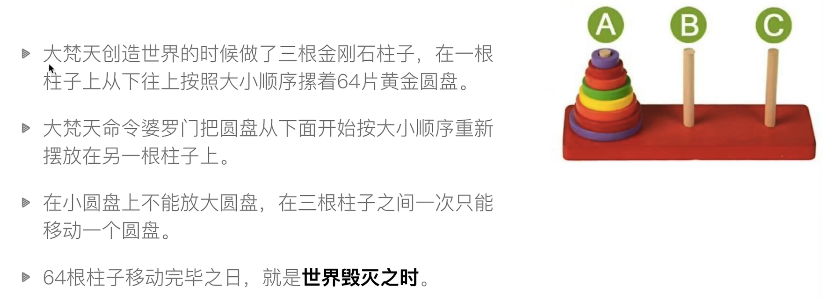 A B C
大梵天创造世界的时候做了三根金刚石柱子，在一根
柱子上从下往上按照大小顺序摞着64片黄金圆盘。
大梵天命令婆罗门把圆盘从下面开始按大小顺序重新
摆放在另一根柱子上。
在小圆盘上不能放大圆盘，在三根柱子之间一次只能
移动一个圆盘。
64根柱子移动完毕之日，就是世界毁灭之时。